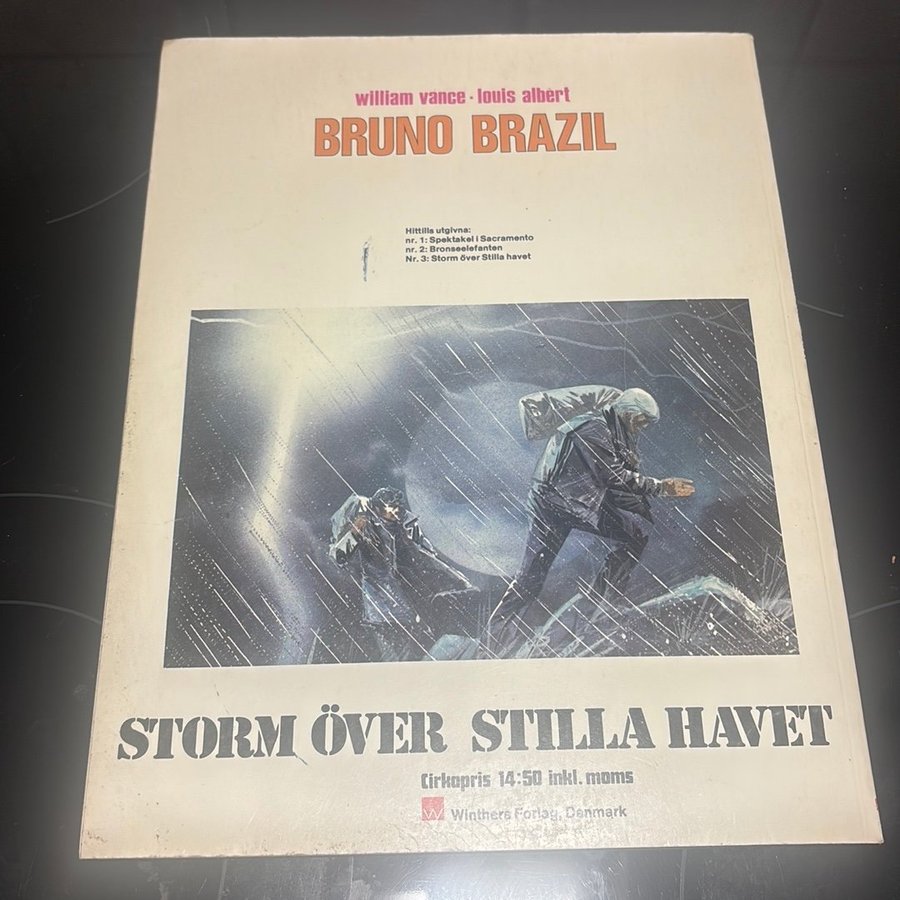 william vance · louis albert
BRUNO BRAZIL
Hittills utgivna:
nr. 1: Spektakel i Sacramento
nr. 2: Bronseelefanten
Nr. 3: Storm över Stilla havet
STORM ÖVER STILLA HAVET
Cirkapris 14:50 inkl. moms
W Winthers Forlag, Danmark